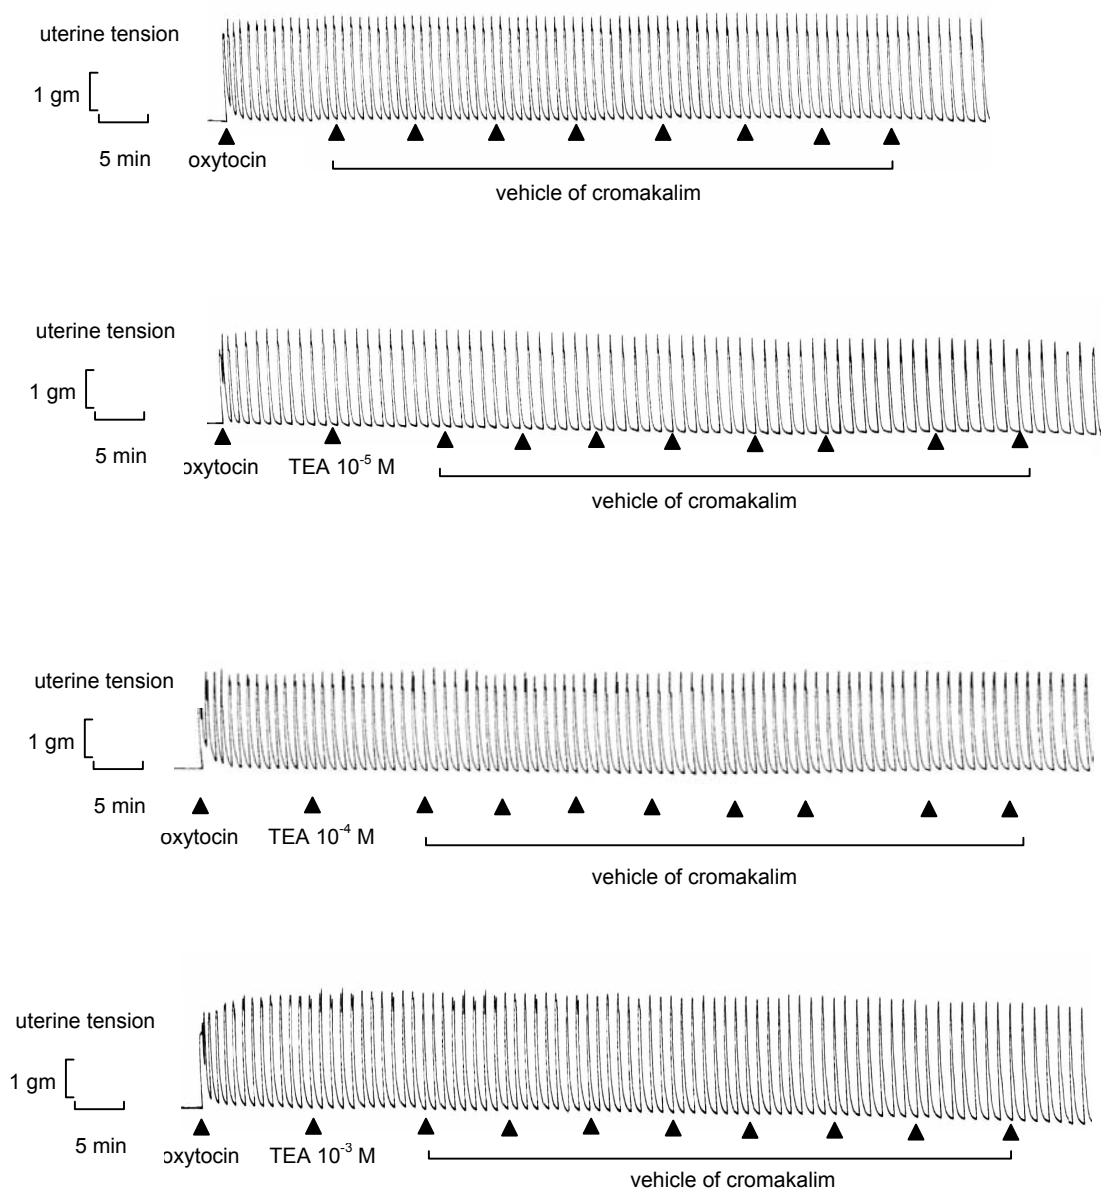 uterine tension
1 gm
5 min
oxytocin
vehicle of cromakalim
uterine tension
1 gm
5 min
oxytocin TEA 10⁻⁵ M
vehicle of cromakalim
uterine tension
1 gm
5 min
oxytocin TEA 10⁻⁴ M
vehicle of cromakalim
uterine tension
1 gm
5 min
oxytocin TEA 10⁻³ M
vehicle of cromakalim